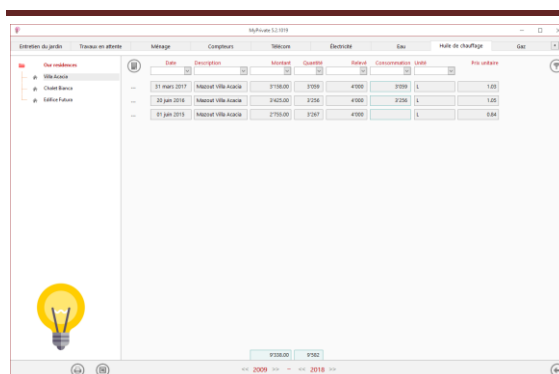 MyPrivate 5.2.1019
Entretien du jardin Travaux en attente Ménage Compteurs Télécom Électricité Eau Huile de chauffage Gaz
Our residences
Villa Acacia
Chalet Bianca
Edifice Future
Date Description Montant Quantité Relevé Consommation Unité Prix unitaire
... 31 mars 2017 Mazout Villa Acacia 3'158.00 3'059 4'000 3'059 L 1.03
... 20 juin 2016 Mazout Villa Acacia 3'425.00 3'256 4'000 3'256 L 1.05
... 01 juin 2015 Mazout Villa Acacia 2'755.00 3'267 4'000 L 0.84
9'338.00 9'582
<< 2009 >> ~ << 2018 >>